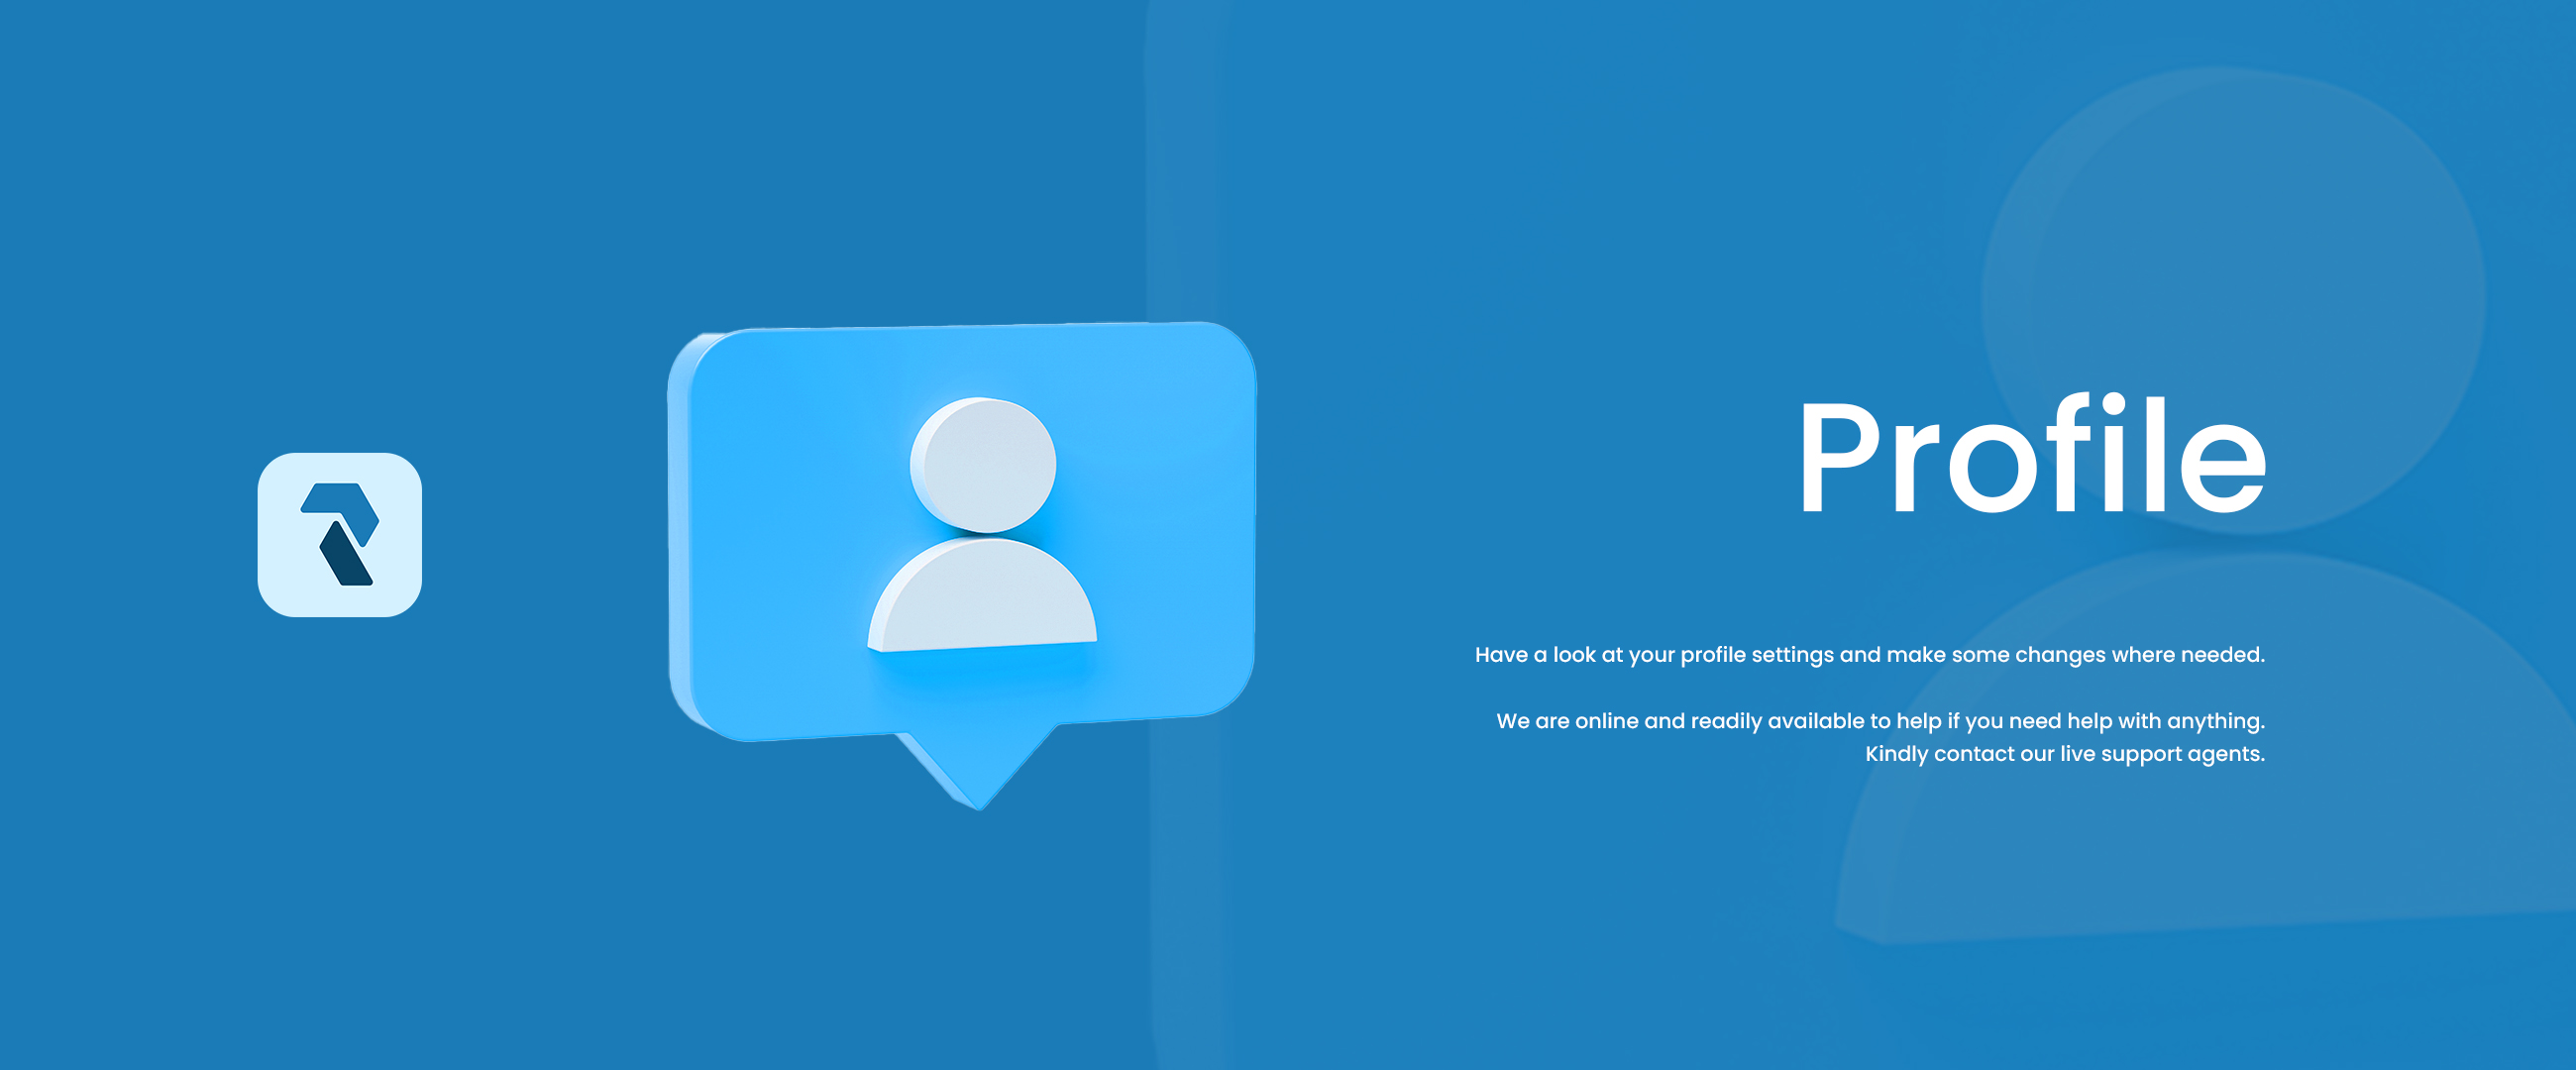 Profile
Have a look at your profile settings and make some changes where needed.
We are online and readily available to help if you need help with anything.
Kindly contact our live support agents.